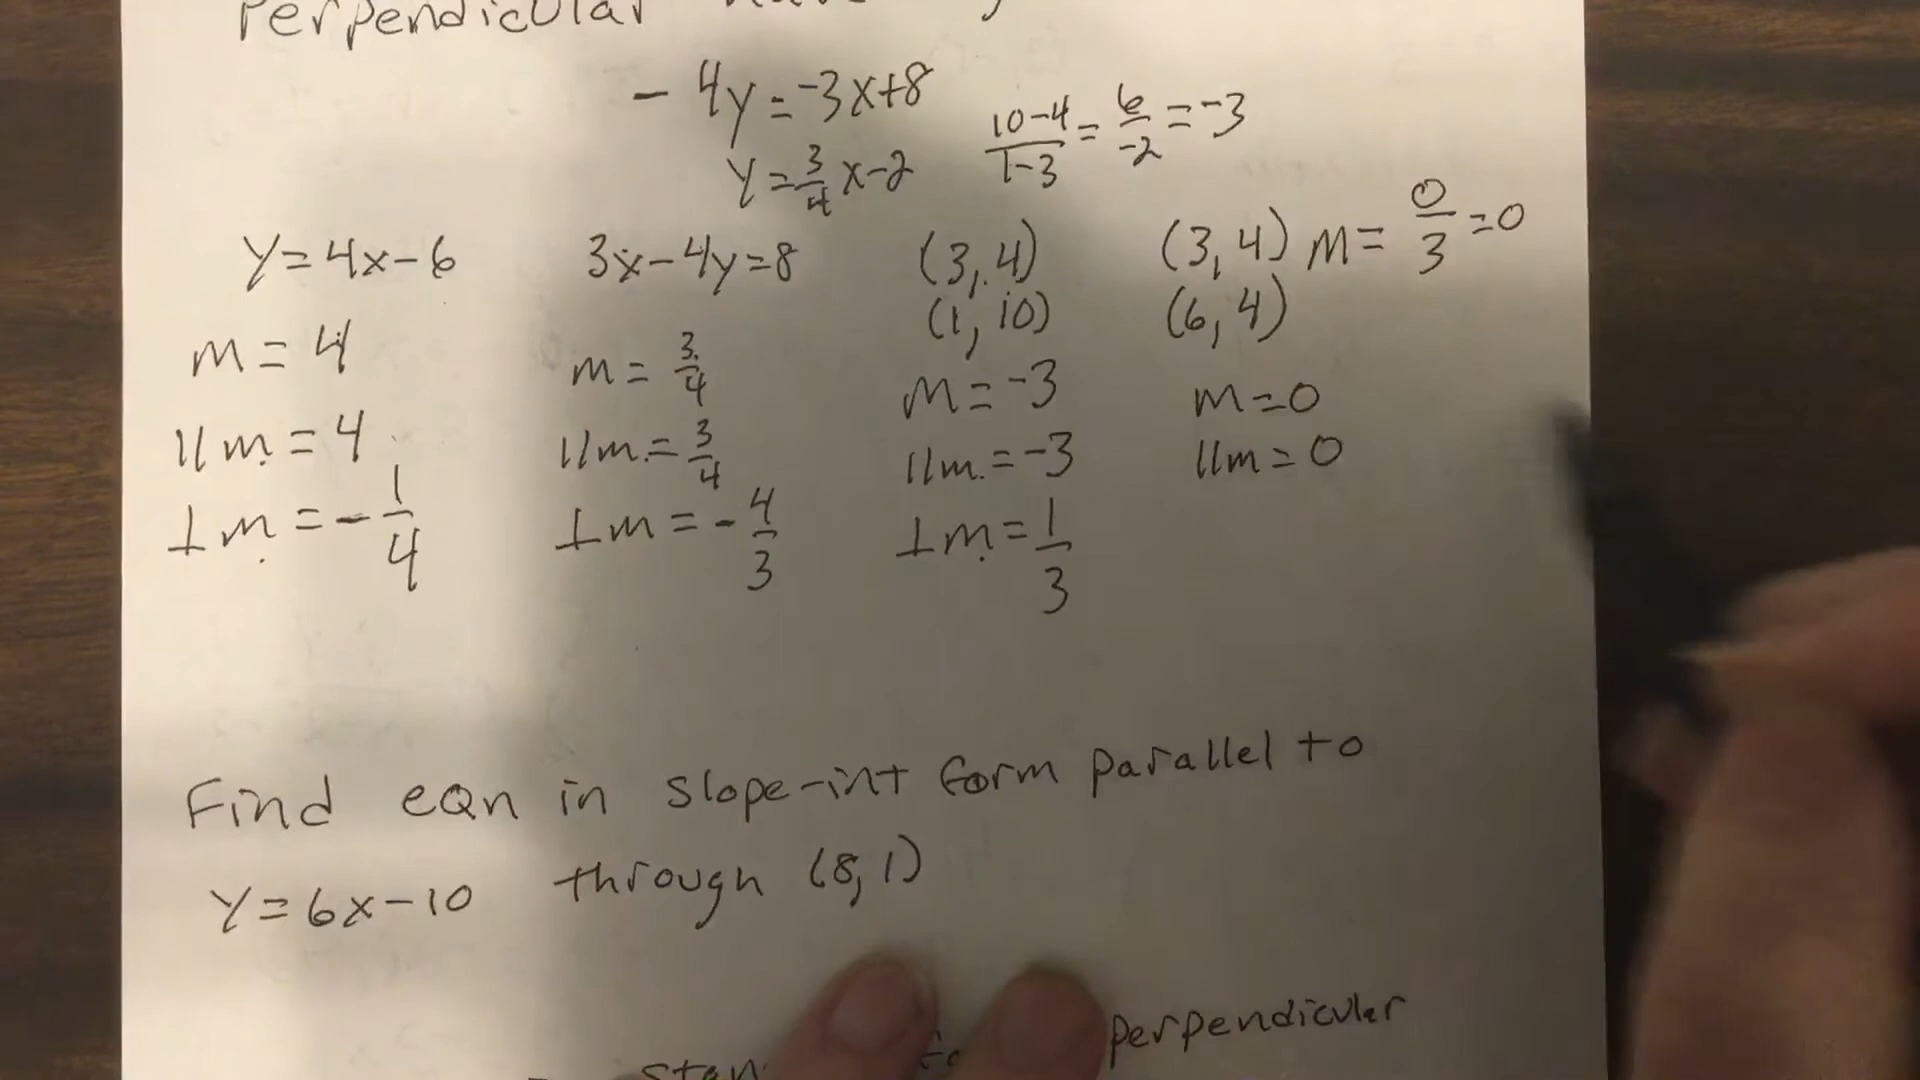 Perpendicular
- 4y = -3x+8
y = 3/4 x - 2
10-4/1-3 = 6/-2 = -3
y = 4x - 6
m = 4
|| m = 4
⊥ m = - 1/4
3x - 4y = 8
m = 3/4
|| m = 3/4
⊥ m = - 4/3
(3, 4)
(1, 10)
m = -3
|| m = -3
⊥ m = 1/3
(3, 4) m = 0/3 = 0
(6, 4)
m = 0
|| m = 0
Find eqn in slope-int form parallel to
y = 6x - 10 through (8, 1)
perpendicular